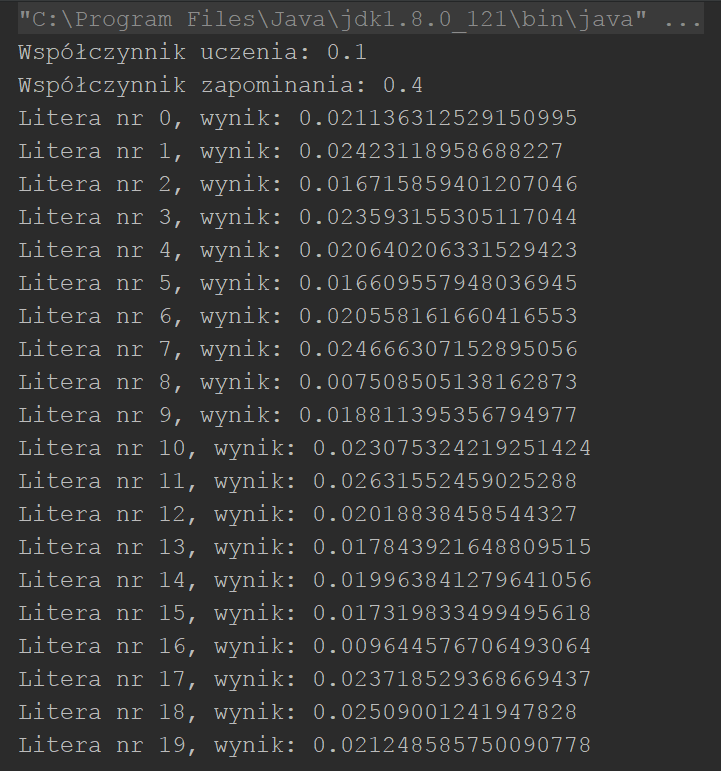 "C:\Program Files\Java\jdk1.8.0_121\bin\java" ...
Współczynnik uczenia: 0.1
Współczynnik zapominania: 0.4
Litera nr 0, wynik: 0.021136312529150995
Litera nr 1, wynik: 0.02423118958688227
Litera nr 2, wynik: 0.016715859401207046
Litera nr 3, wynik: 0.023593155305117044
Litera nr 4, wynik: 0.020640206331529423
Litera nr 5, wynik: 0.016609557948036945
Litera nr 6, wynik: 0.020558161660416553
Litera nr 7, wynik: 0.024666307152895056
Litera nr 8, wynik: 0.007508505138162873
Litera nr 9, wynik: 0.018811395356794977
Litera nr 10, wynik: 0.023075324219251424
Litera nr 11, wynik: 0.02631552459025288
Litera nr 12, wynik: 0.02018838458544327
Litera nr 13, wynik: 0.017843921648809515
Litera nr 14, wynik: 0.019963841279641056
Litera nr 15, wynik: 0.017319833499495618
Litera nr 16, wynik: 0.009644576706493064
Litera nr 17, wynik: 0.023718529368669437
Litera nr 18, wynik: 0.02509001241947828
Litera nr 19, wynik: 0.021248585750090778